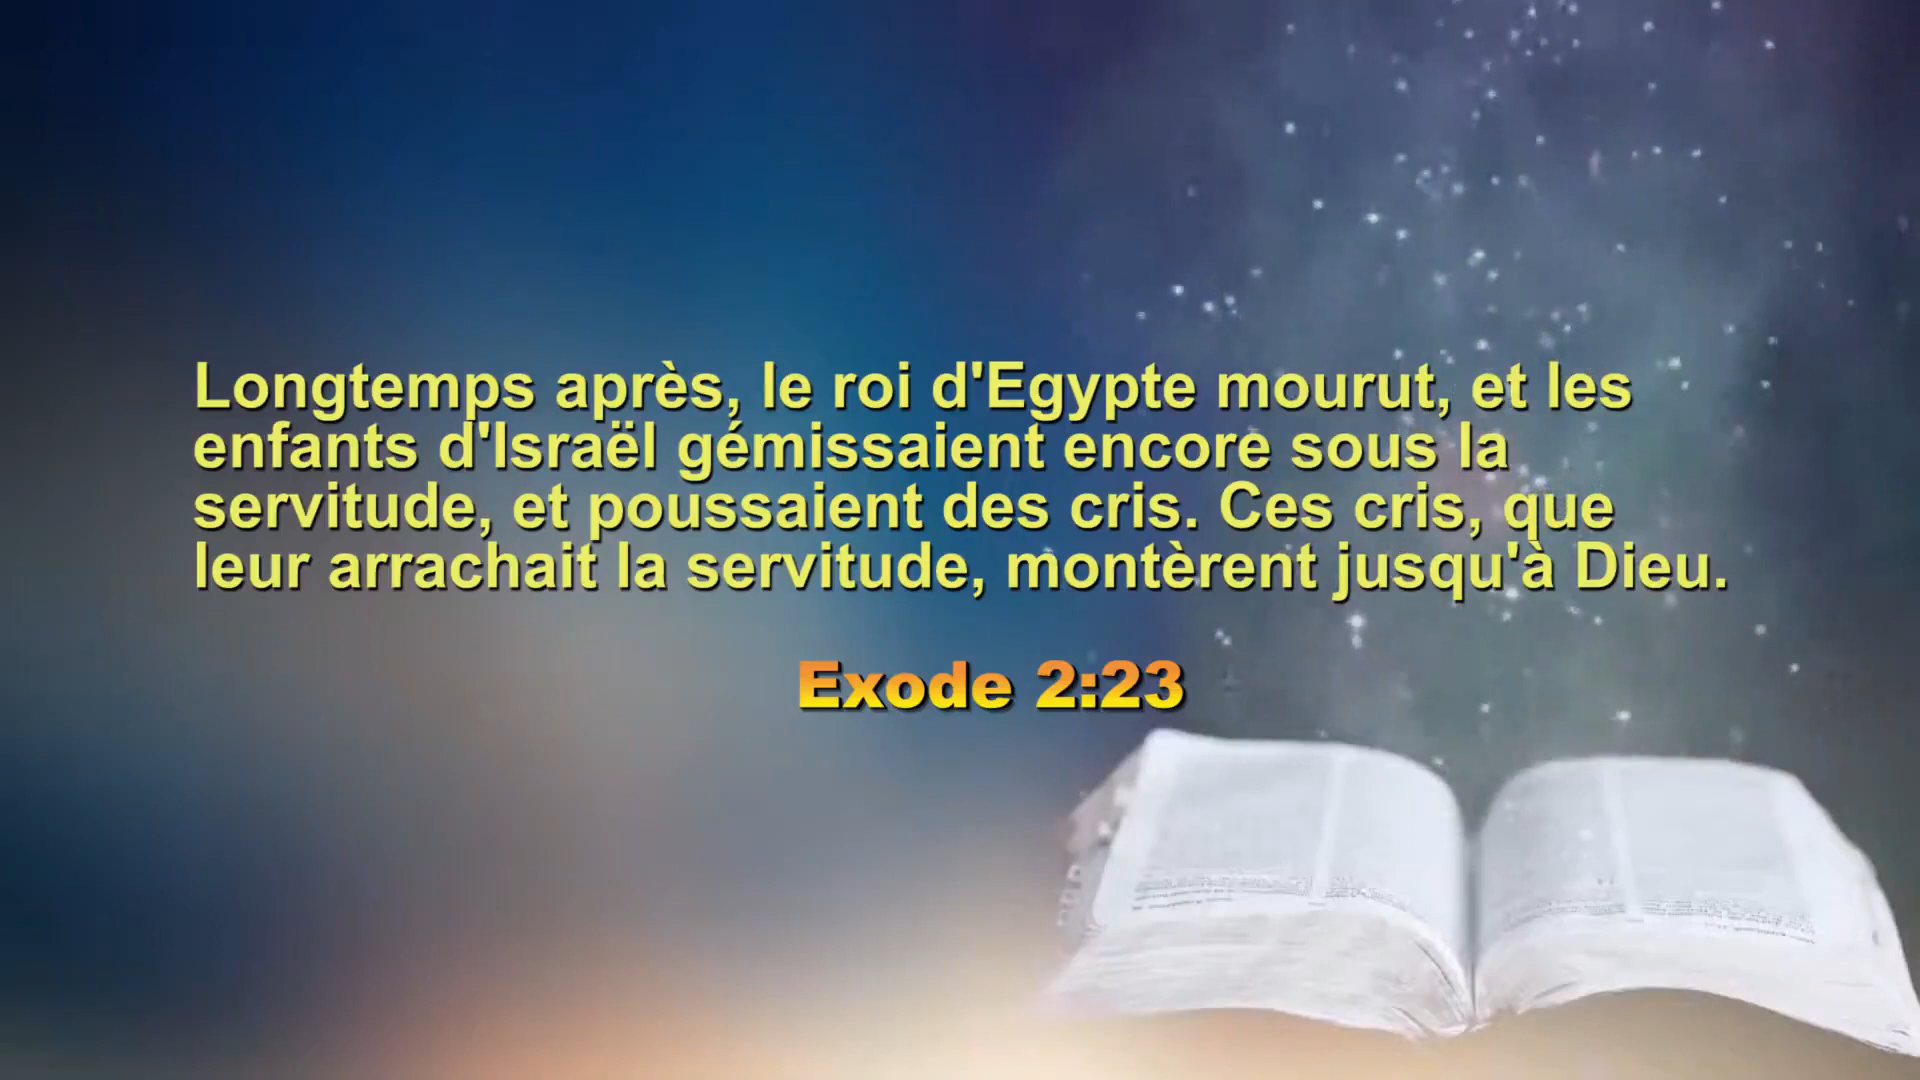 Longtemps après, le roi d'Egypte mourut, et les
enfants d'Israël gémissaient encore sous la
servitude, et poussaient des cris. Ces cris, que
leur arrachait la servitude, montèrent jusqu'à Dieu.
Exode 2:23